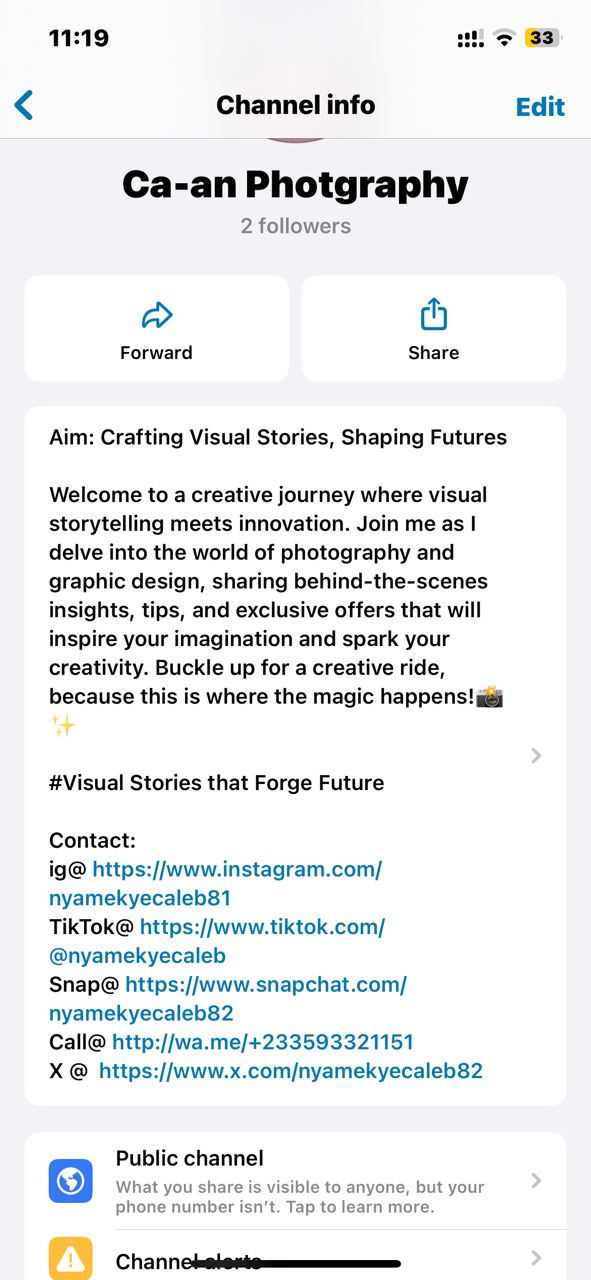 11:19
33
Channel info
Edit
Ca-an Photgraphy
2 followers
Forward
Share
Aim: Crafting Visual Stories, Shaping Futures
Welcome to a creative journey where visual
storytelling meets innovation. Join me as I
delve into the world of photography and
graphic design, sharing behind-the-scenes
insights, tips, and exclusive offers that will
inspire your imagination and spark your
creativity. Buckle up for a creative ride,
because this is where the magic happens!📸
✨
#Visual Stories that Forge Future
Contact:
ig@ https://www.instagram.com/
nyamekyecaleb81
TikTok@ https://www.tiktok.com/
@nyamekyecaleb
Snap@ https://www.snapchat.com/
nyamekyecaleb82
Call@ http://wa.me/+233593321151
X @  https://www.x.com/nyamekyecaleb82
Public channel
What you share is visible to anyone, but your
phone number isn't. Tap to learn more.
Channel alerts